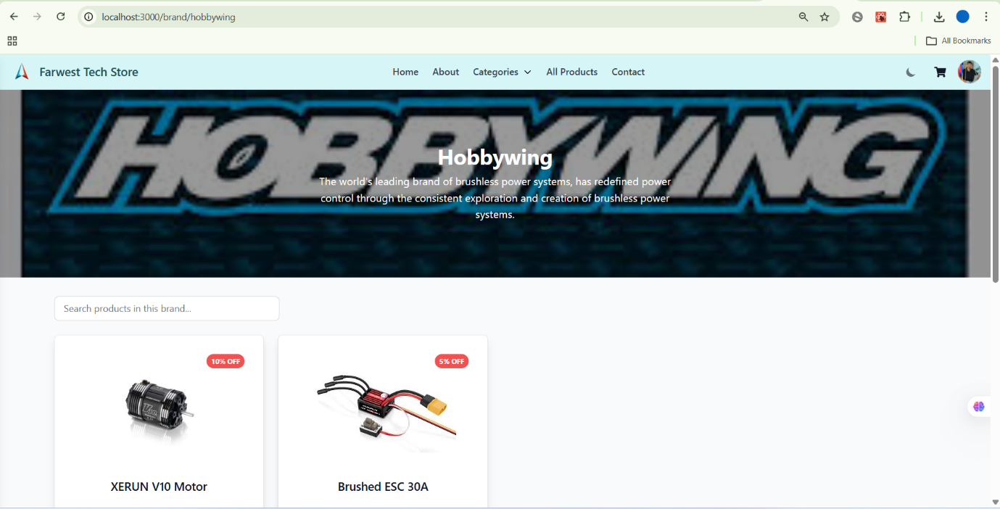 localhost:3000/brand/hobbywing
All Bookmarks
Farwest Tech Store
Home About Categories All Products Contact
HOBBYWING
Hobbywing
The world's leading brand of brushless power systems, has redefined power
control through the consistent exploration and creation of brushless power
systems.
Search products in this brand...
10% OFF
5% OFF
V10
XERUN V10 Motor
Brushed ESC 30A